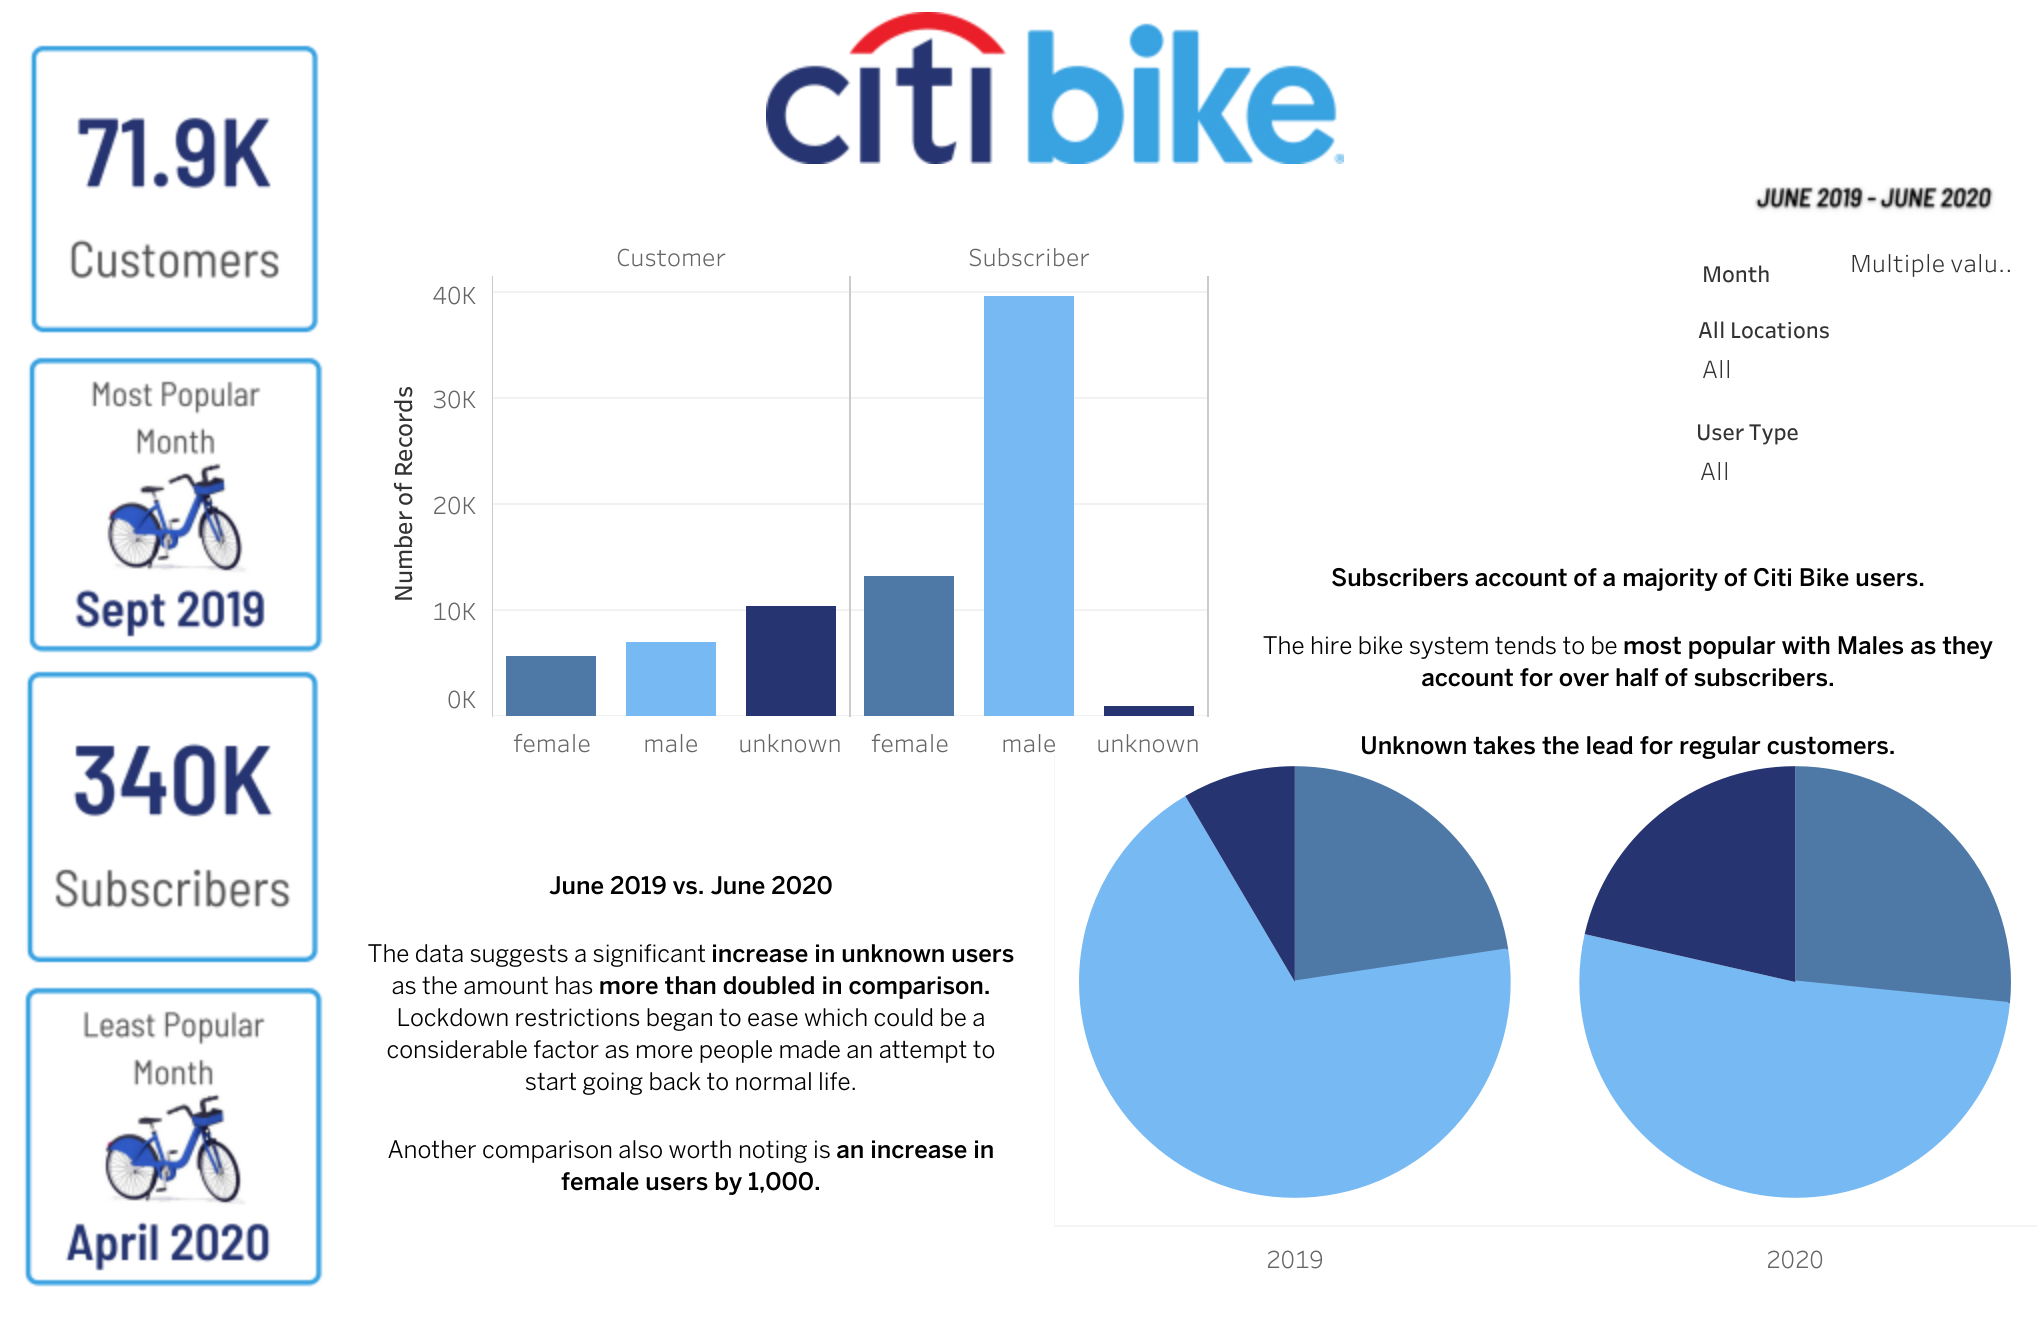 citi bike®
71.9K
Customers
Most Popular
Month
Sept 2019
340K
Subscribers
Least Popular
Month
April 2020
JUNE 2019 - JUNE 2020
Month
Multiple valu..
All Locations
All
User Type
All
Customer
Subscriber
Number of Records
40K
30K
20K
10K
0K
female
male
unknown
female
male
unknown
Subscribers account of a majority of Citi Bike users.
The hire bike system tends to be most popular with Males as they
account for over half of subscribers.
Unknown takes the lead for regular customers.
June 2019 vs. June 2020
The data suggests a significant increase in unknown users
as the amount has more than doubled in comparison.
Lockdown restrictions began to ease which could be a
considerable factor as more people made an attempt to
start going back to normal life.
Another comparison also worth noting is an increase in
female users by 1,000.
2019
2020